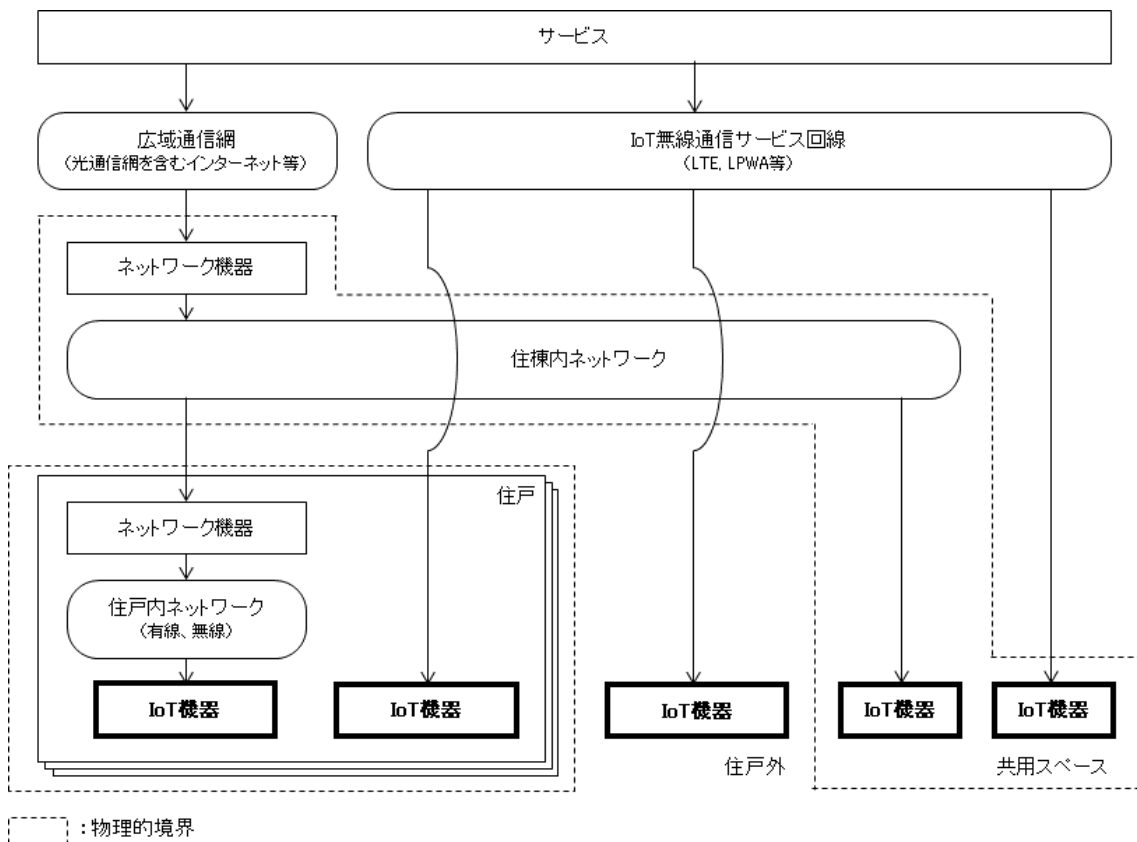 サービス
広域通信網
(光通信網を含むインターネット等)
IoT無線通信サービス回線
(LTE, LPWA等)
ネットワーク機器
住棟内ネットワーク
住戸
ネットワーク機器
住戸内ネットワーク
(有線、無線)
IoT機器
IoT機器
IoT機器
IoT機器
IoT機器
住戸外
共用スペース
:物理的境界